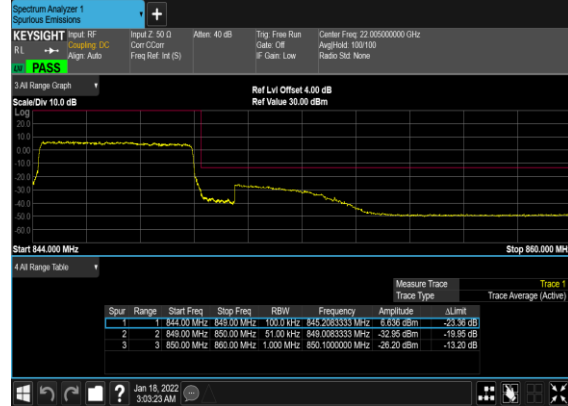 Spectrum Analyzer 1
Spurious Emissions
KEYSIGHT Input: RF Input Z: 50 Ω Atten: 40 dB Trig: Free Run Center Freq: 22.005000000 GHz
RL Coupling: DC Corr CCorr Gate: Off Avg|Hold: 100/100
Align: Auto Freq Ref: Int (S) IF Gain: Low Radio Std: None
PASS
3 All Range Graph
Ref Lvl Offset 4.00 dB
Scale/Div 10.0 dB Ref Value 30.00 dBm
Log
20.0
10.0
0.00
-10.0
-20.0
-30.0
-40.0
-50.0
-60.0
Start 844.000 MHz Stop 860.000 MH
4 All Range Table
Measure Trace Trace 1
Trace Type Trace Average (Active)
Spur Range Start Freq Stop Freq RBW Frequency Amplitude ΔLimit
1 1 844.00 MHz 849.00 MHz 100.0 kHz 845.2083333 MHz 6.636 dBm -23.36 dB
2 2 849.00 MHz 850.00 MHz 51.00 kHz 849.0083333 MHz -32.95 dBm -19.95 dB
3 3 850.00 MHz 860.00 MHz 1.000 MHz 850.1000000 MHz -26.20 dBm -13.20 dB
? Jan 18, 2022
3:03:23 AM